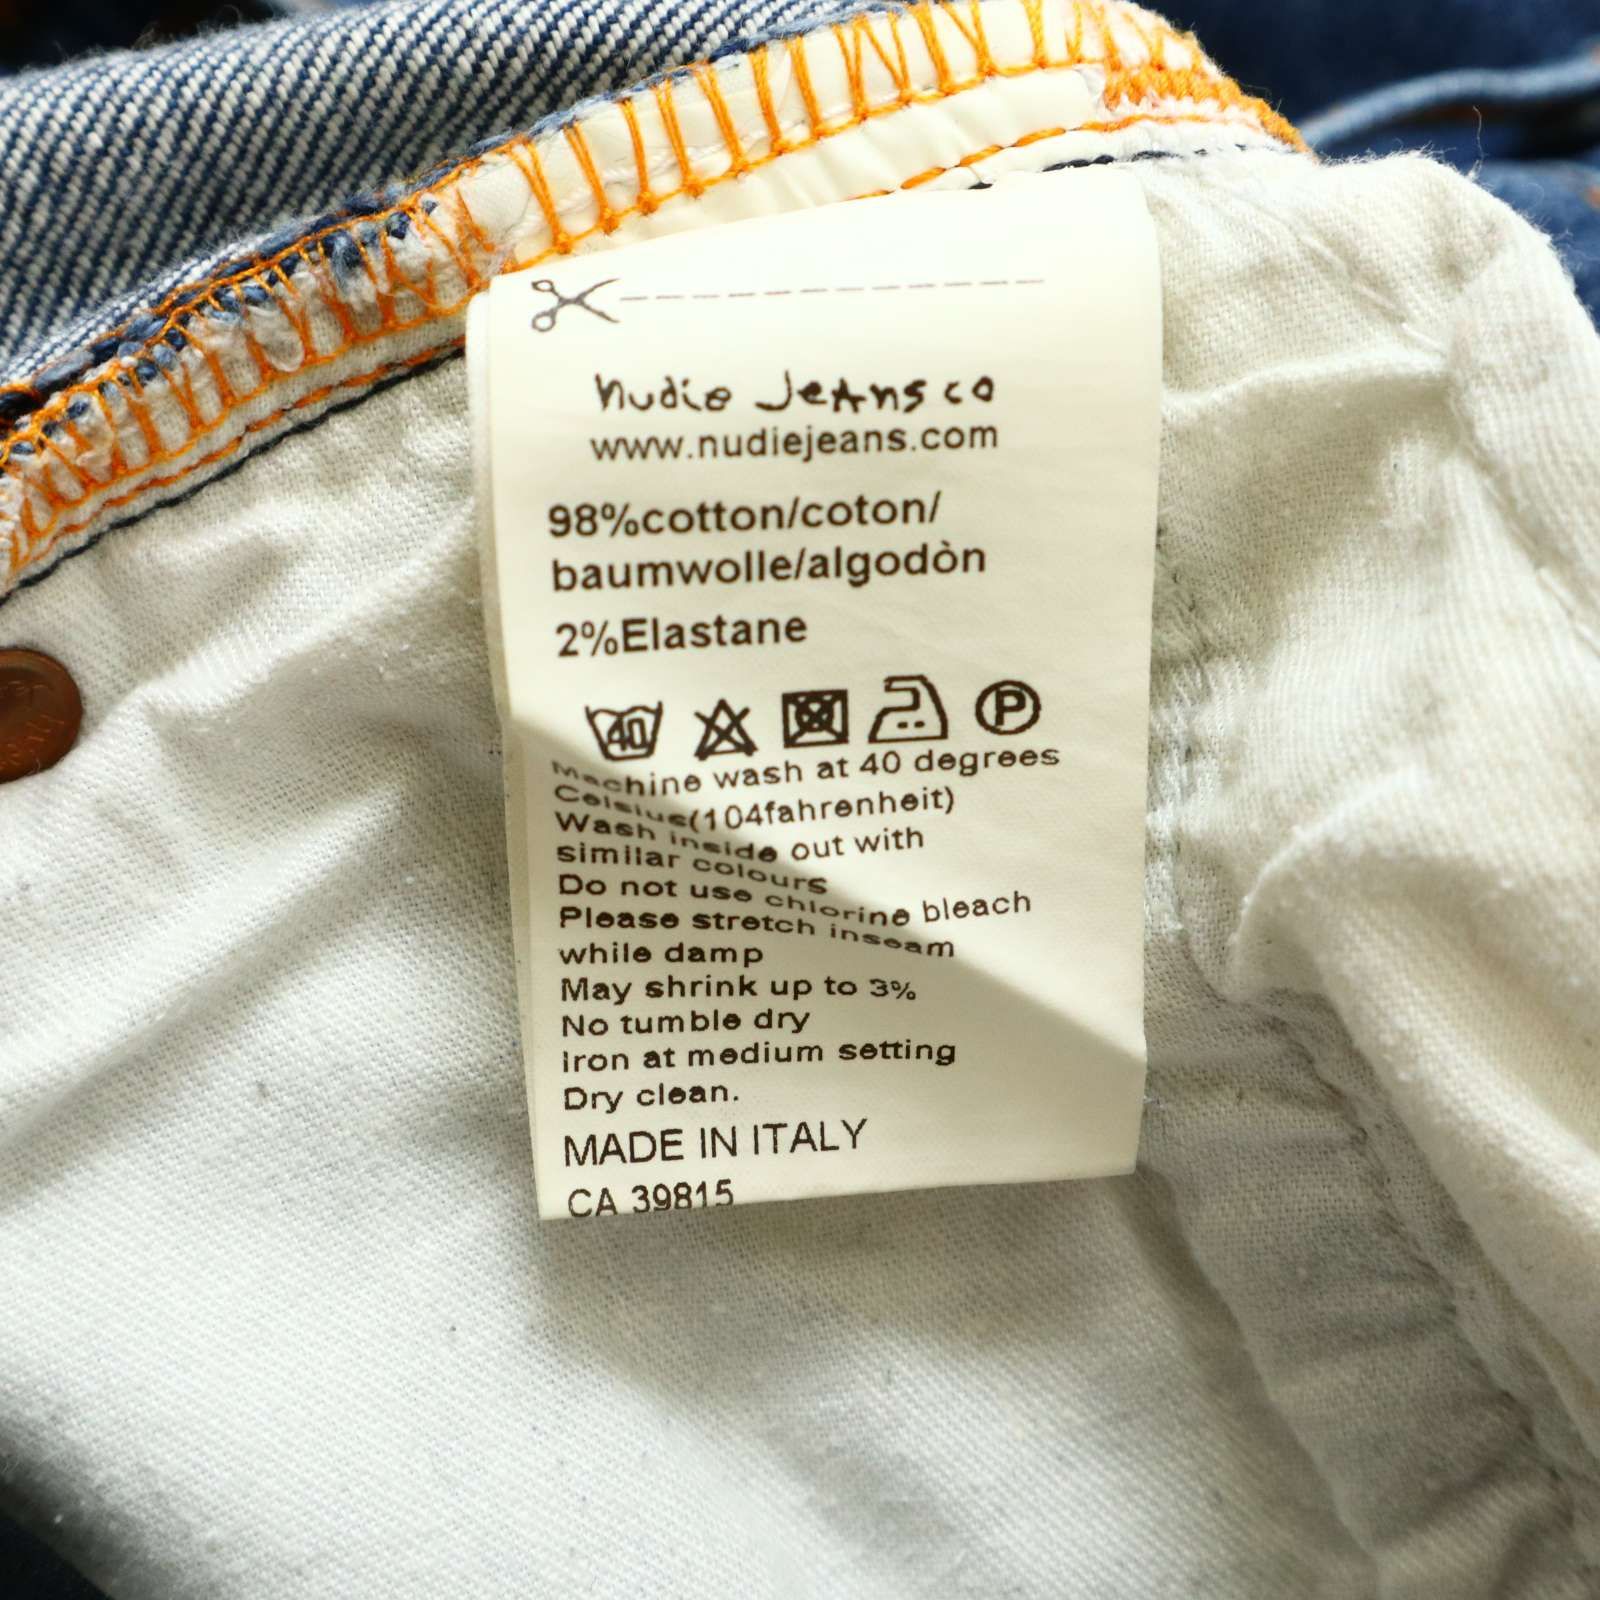 nudie Jeans co
www.nudiejeans.com
98%cotton/coton/
baumwolle/algodòn
2%Elastane
40 P
Machine wash at 40 degrees
Celsius(104fahrenheit)
Wash inside out with
similar colours
Do not use chlorine bleach
Please stretch inseam
while damp
May shrink up to 3%
No tumble dry
Iron at medium setting
Dry clean.
MADE IN ITALY
CA 39815